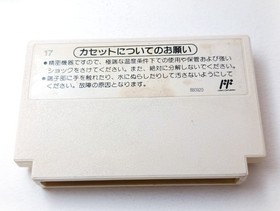 17
カセットについてのお願い
●精密機器ですので、極端な温度条件下での使用や保管および強い
ショックをさけてください。また、絶対に分解しないでください。
●端子部に手を触れたり、水にぬらしたりして汚さないようにして
ください。故障の原因となります。
FF